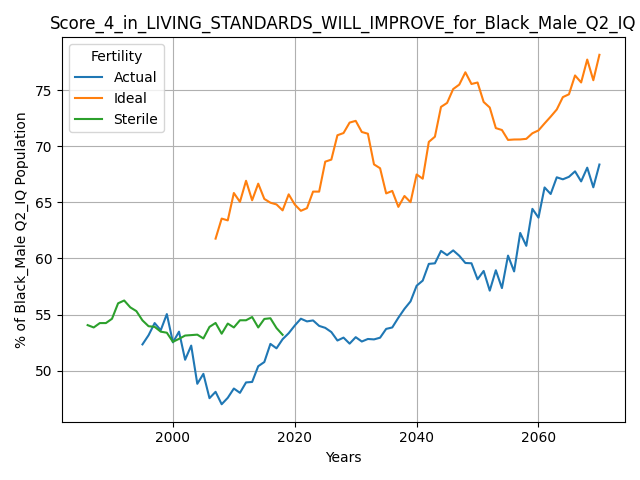 Score_4_in_LIVING_STANDARDS_WILL_IMPROVE_for_Black_Male_Q2_IQ
Fertility
Actual
Ideal
Sterile
% of Black_Male Q2_IQ Population
75
70
65
60
55
50
2000
2020
2040
2060
Years